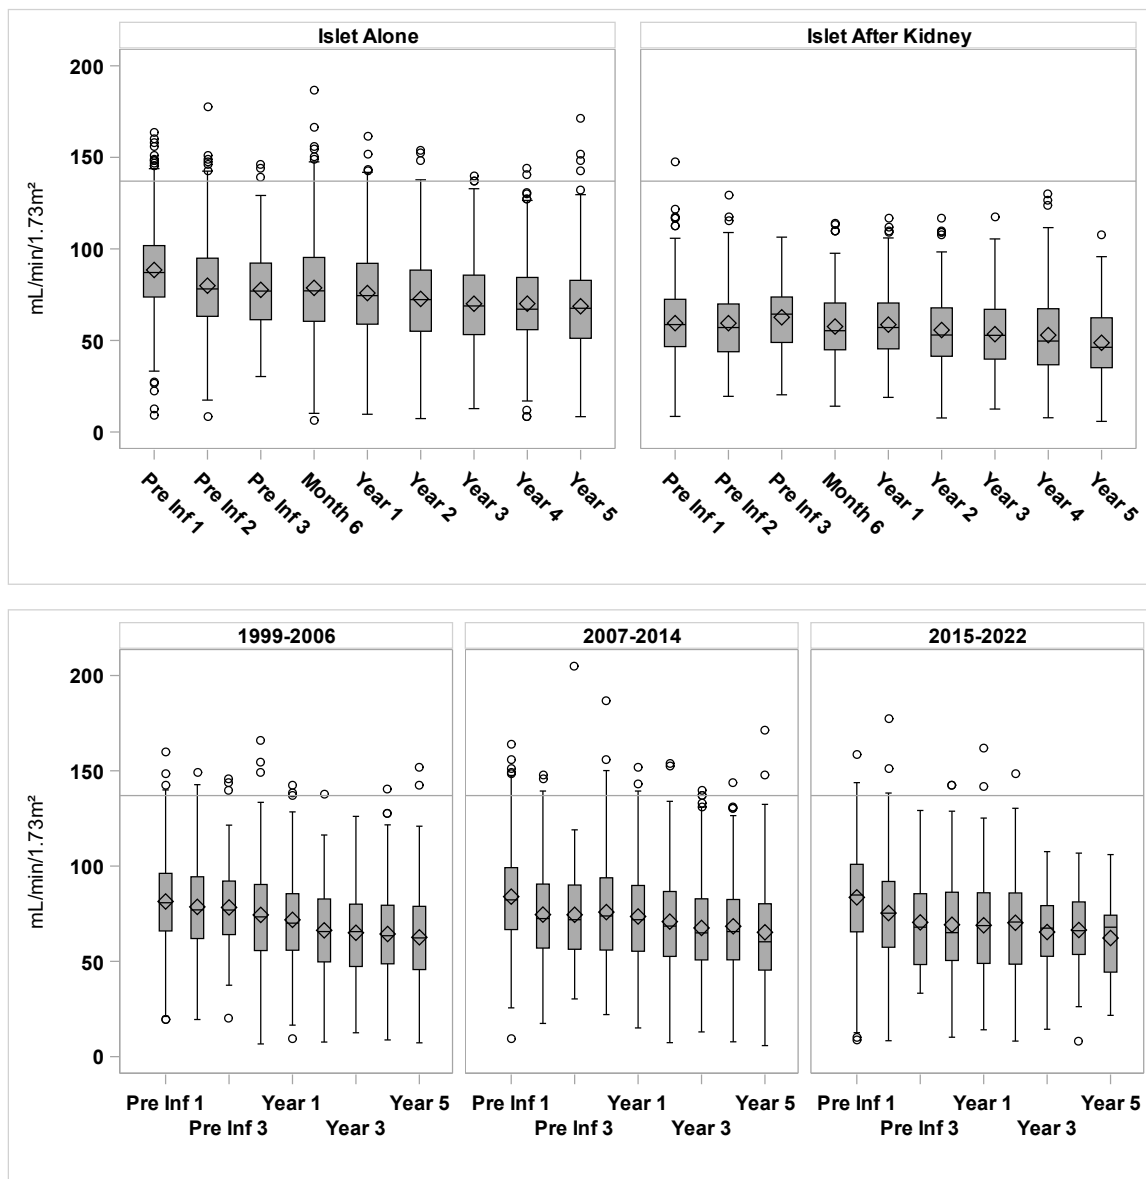 Islet Alone
Islet After Kidney
200
150
100
50
0
mL/min/1.73m²
Pre Inf 1
Pre Inf 2
Pre Inf 3
Month 6
Year 1
Year 2
Year 3
Year 4
Year 5
Pre Inf 1
Pre Inf 2
Pre Inf 3
Month 6
Year 1
Year 2
Year 3
Year 4
Year 5
1999-2006
2007-2014
2015-2022
200
150
100
50
0
mL/min/1.73m²
Pre Inf 1 Year 1 Year 5
Pre Inf 3 Year 3
Pre Inf 1 Year 1 Year 5
Pre Inf 3 Year 3
Pre Inf 1 Year 1 Year 5
Pre Inf 3 Year 3